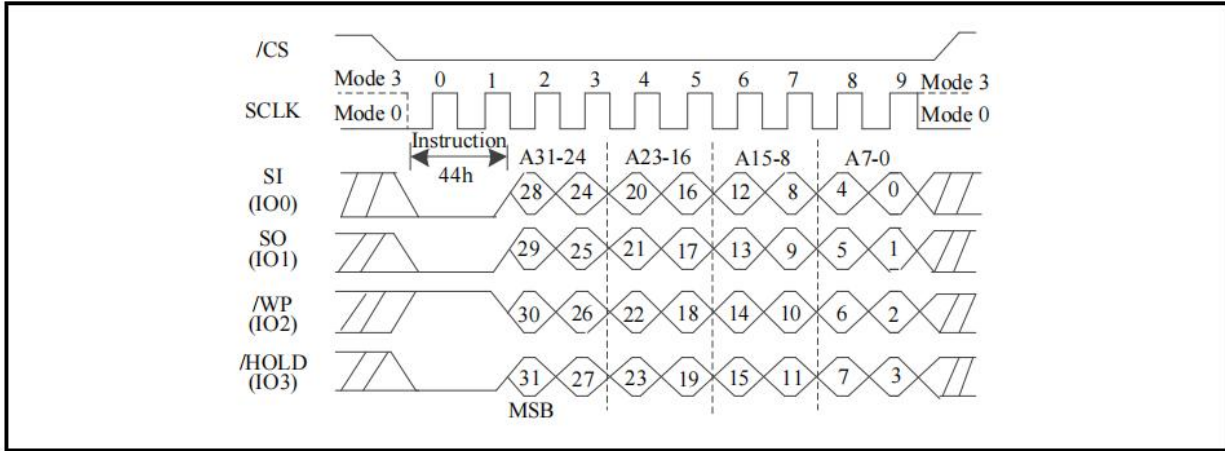 /CS
Mode 3 0 1 2 3 4 5 6 7 8 9 Mode 3
SCLK
Mode 0 Mode 0
Instruction
A31-24 A23-16 A15-8 A7-0
44h
SI
(IO0)
28 24 20 16 12 8 4 0
SO
(IO1)
29 25 21 17 13 9 5 1
/WP
(IO2)
30 26 22 18 14 10 6 2
/HOLD
(IO3)
31 27 23 19 15 11 7 3
MSB